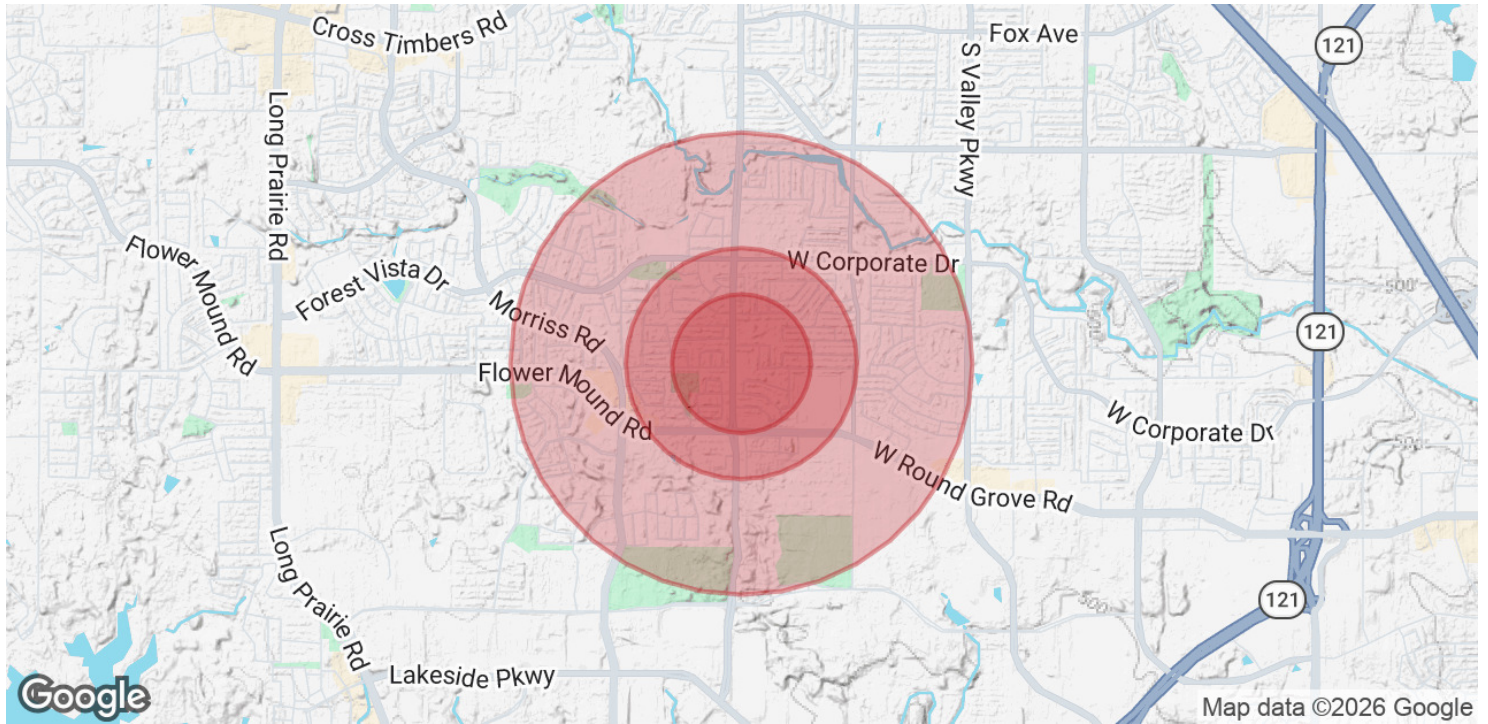 Cross Timbers Rd
Fox Ave
121
Long Prairie Rd
S Valley Pkwy
Flower Mound Rd
Forest Vista Dr
W Corporate Dr
500
Morriss Rd
500
121
Flower Mound Rd
W Corporate Dr
500
W Round Grove Rd
Long Prairie Rd
500
121
Lakeside Pkwy
Google
Map data ©2026 Google